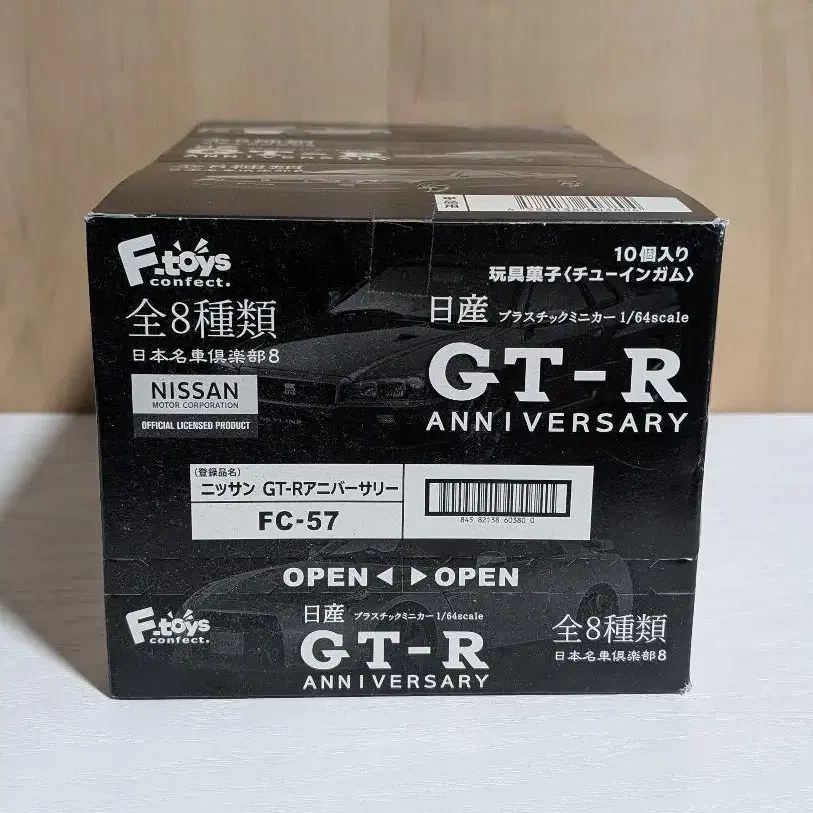 GT-R
ANNIVERSARY
F-toys
confect.
全8種類
日本名車倶楽部8
NISSAN
MOTOR CORPORATION
OFFICIAL LICENSED PRODUCT
10個入り
玩具菓子〈チューインガム〉
日産 プラスチックミニカー 1/64scale
GT-R
ANNIVERSARY
(登録品名)
ニッサン GT-Rアニバーサリー
FC-57
845 82138 60380 0
OPEN◀ ▶OPEN
F-toys
confect.
日産 プラスチックミニカー 1/64scale
GT-R
ANNIVERSARY
全8種類
日本名車倶楽部8